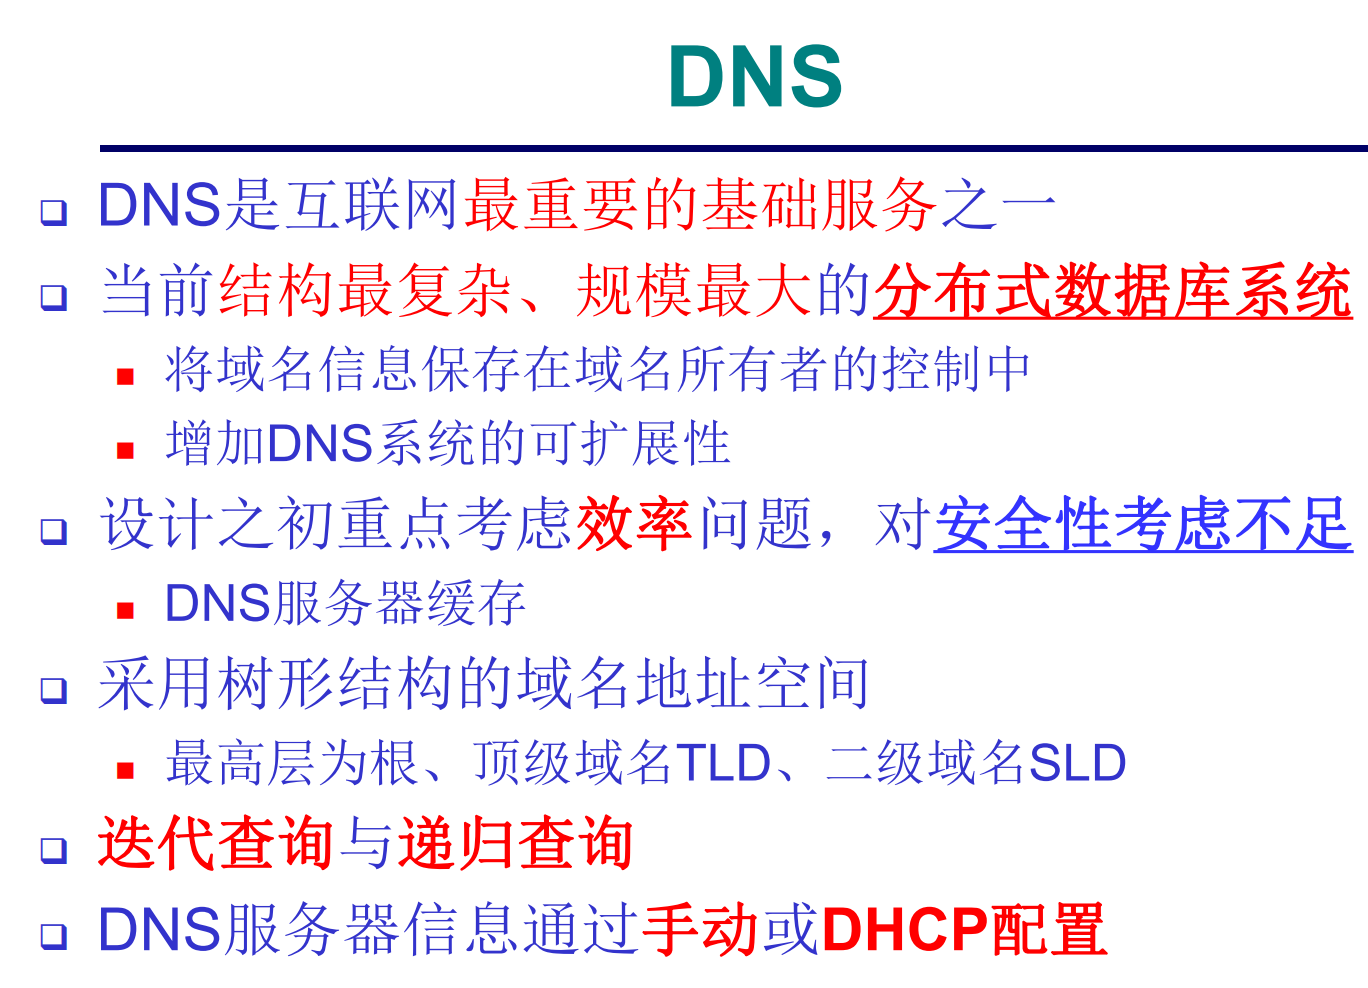 DNS
DNS是互联网最重要的基础服务之一
当前结构最复杂、规模最大的分布式数据库系统
将域名信息保存在域名所有者的控制中
增加DNS系统的可扩展性
设计之初重点考虑效率问题，对安全性考虑不足
DNS服务器缓存
采用树形结构的域名地址空间
最高层为根、顶级域名TLD、二级域名SLD
迭代查询与递归查询
DNS服务器信息通过手动或DHCP配置